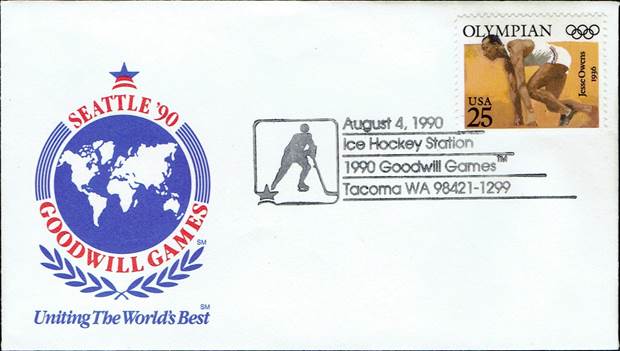 SEATTLE '90
GOODWILL GAMES SM
Uniting The World's Best SM
August 4, 1990
Ice Hockey Station
1990 Goodwill Games™
Tacoma WA 98421-1299
OLYMPIAN
Jesse Owens
1936
USA
25